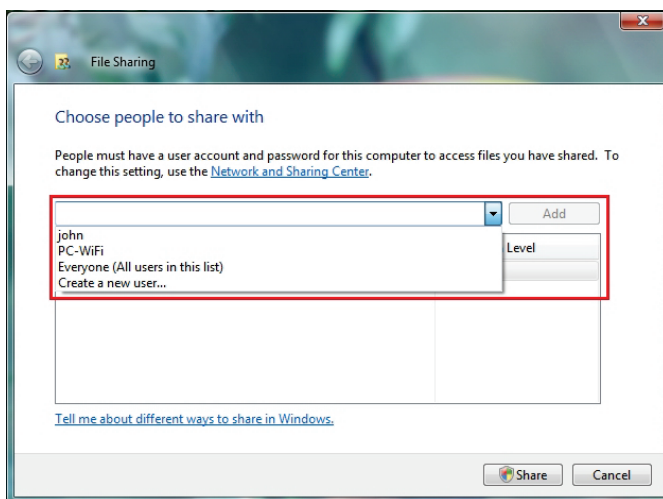 File Sharing
Choose people to share with
People must have a user account and password for this computer to access files you have shared. To
change this setting, use the Network and Sharing Center.
Add
john
PC-WiFi
Everyone (All users in this list)
Create a new user...
Level
Tell me about different ways to share in Windows.
Share
Cancel